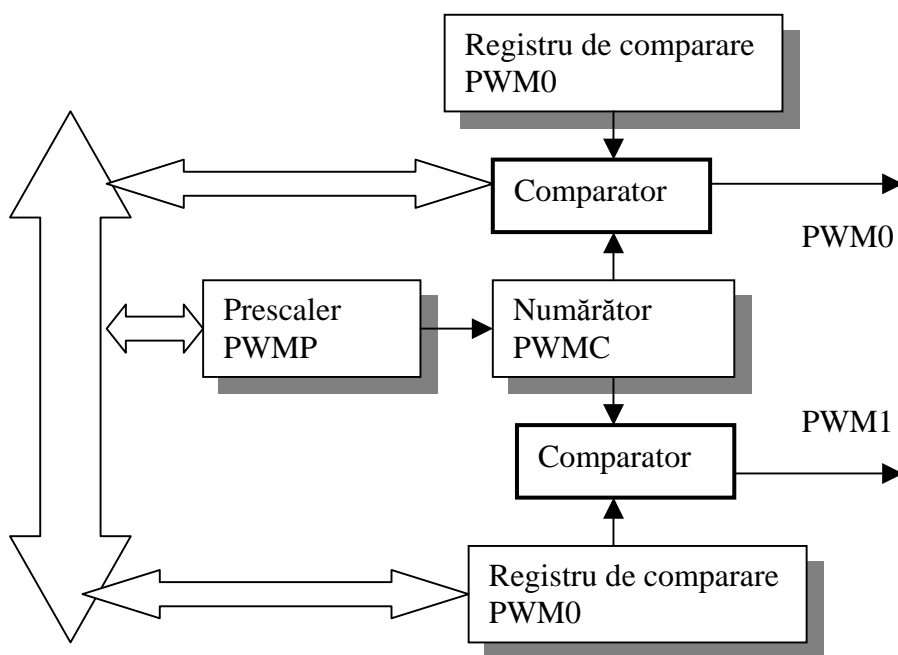 Registru de comparare
PWM0
Comparator
PWM0
Prescaler
PWMP
Numărător
PWMC
PWM1
Comparator
Registru de comparare
PWM0